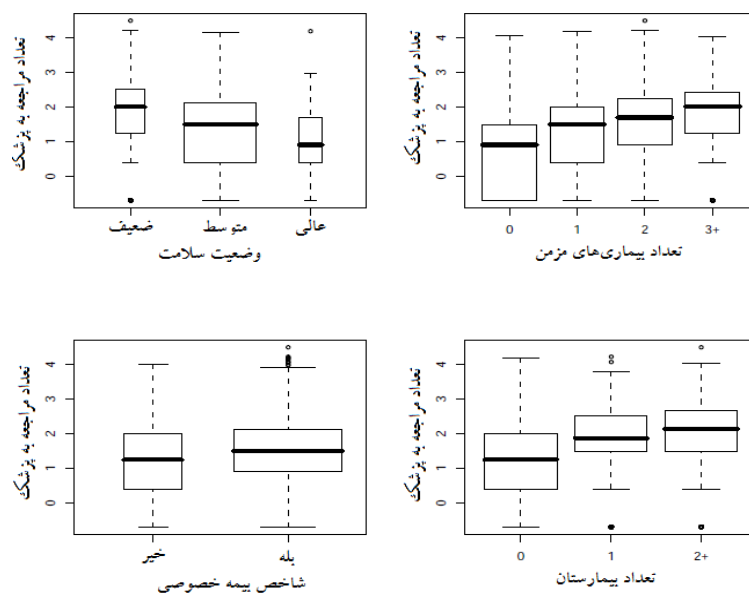 تعداد مراجعه به پزشک
4
3
2
1
0
ضعیف متوسط عالی
وضعیت سلامت
تعداد مراجعه به پزشک
4
3
2
1
0
0 1 2 3+
تعداد بیماری‌های مزمن
تعداد مراجعه به پزشک
4
3
2
1
0
خیر بله
شاخص بیمه خصوصی
تعداد مراجعه به پزشک
4
3
2
1
0
0 1 2+
تعداد بیمارستان